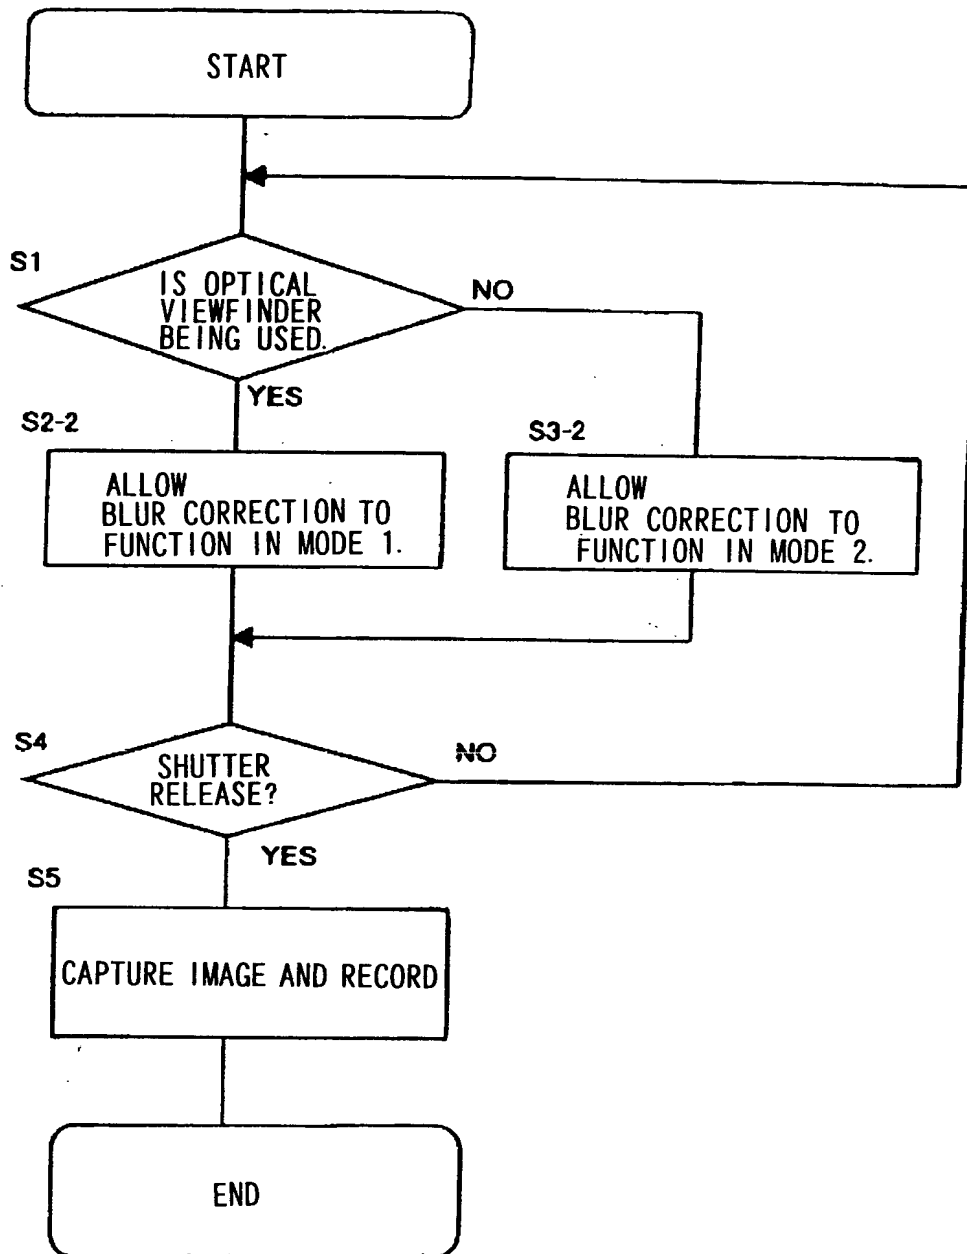 START
S1
IS OPTICAL
VIEWFINDER
BEING USED.
NO
YES
S2-2
ALLOW
BLUR CORRECTION TO
FUNCTION IN MODE 1.
S3-2
ALLOW
BLUR CORRECTION TO
FUNCTION IN MODE 2.
S4
SHUTTER
RELEASE?
NO
YES
S5
CAPTURE IMAGE AND RECORD
END